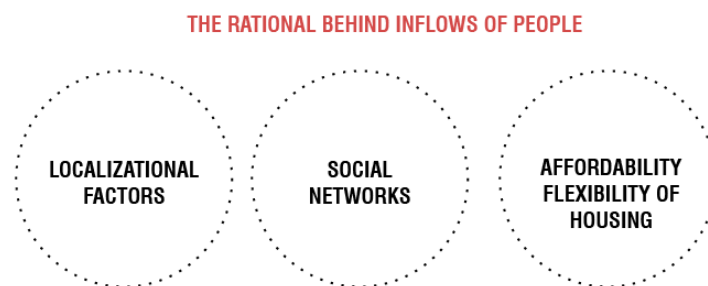 THE RATIONAL BEHIND INFLOWS OF PEOPLE
LOCALIZATIONAL
FACTORS
SOCIAL
NETWORKS
AFFORDABILITY
FLEXIBILITY OF
HOUSING